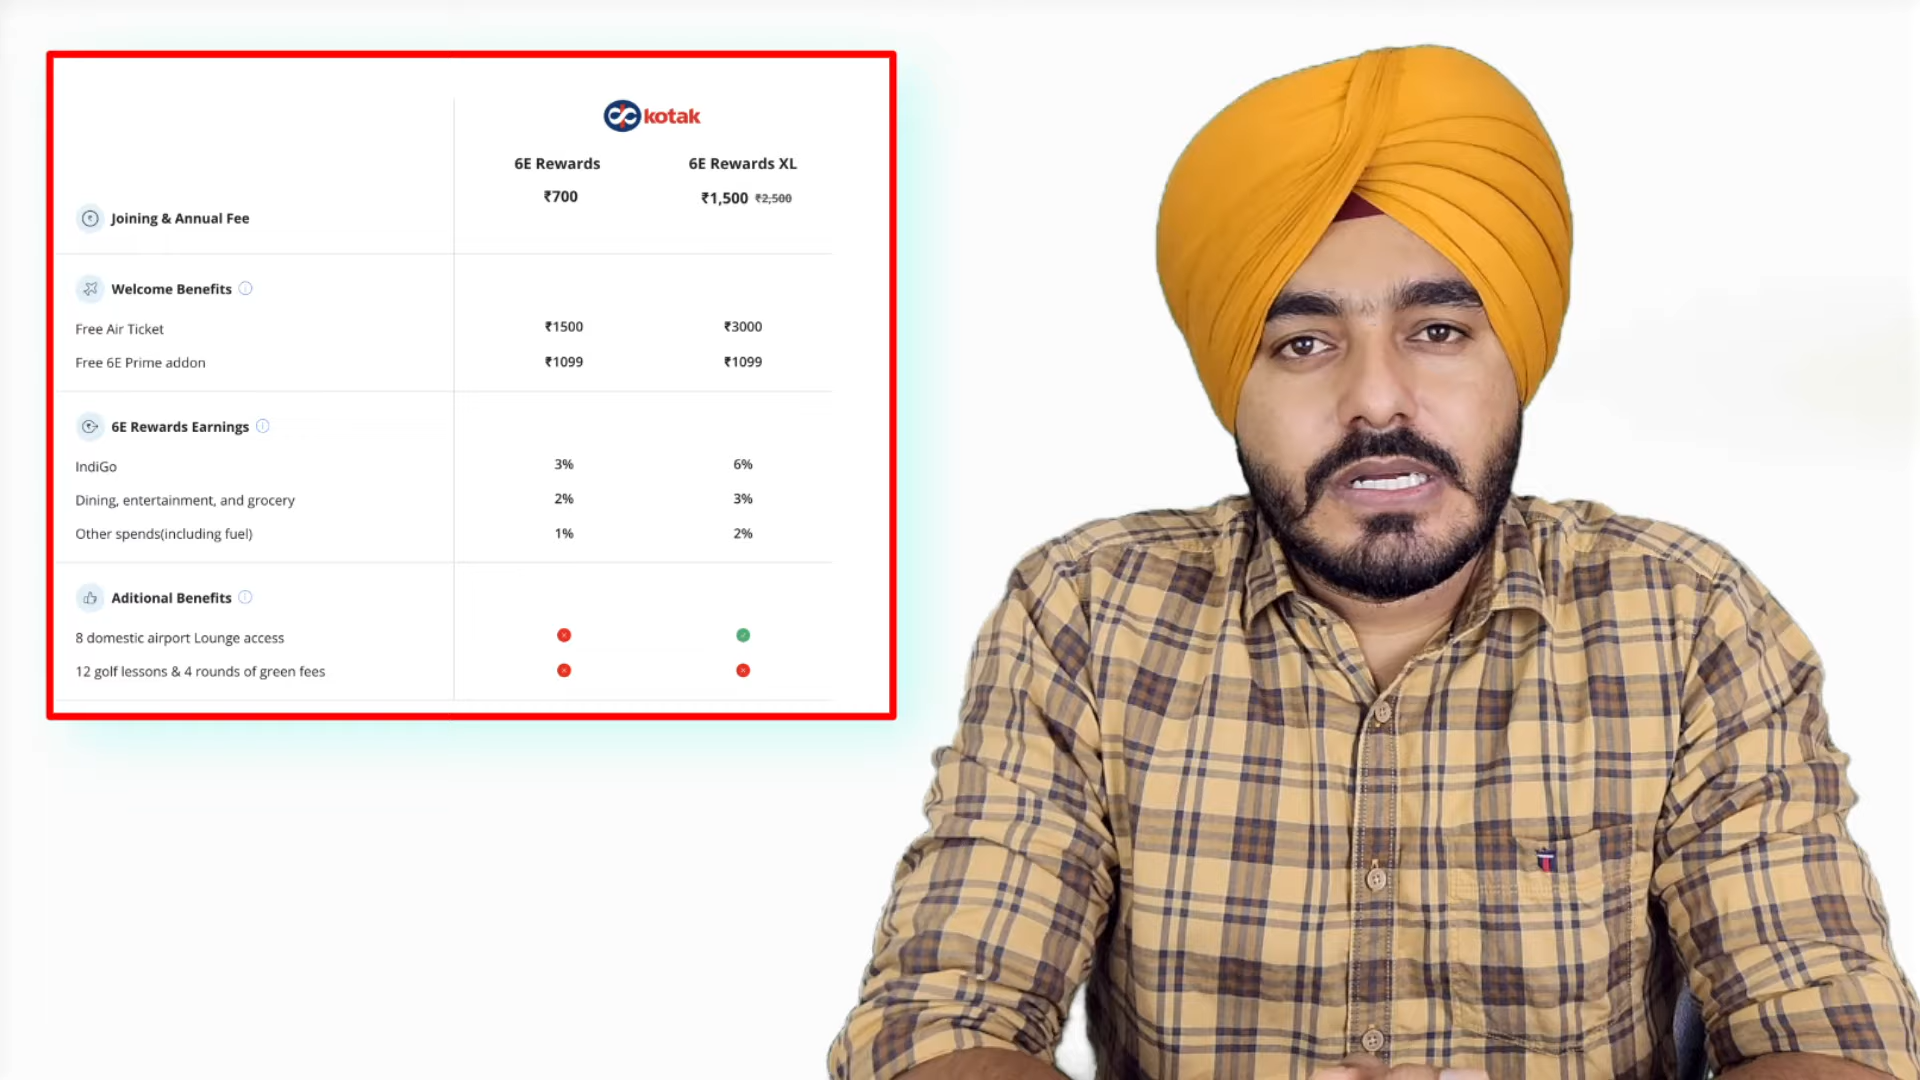 kotak
6E Rewards 6E Rewards XL
₹700 ₹1,500 ₹2,500
Joining & Annual Fee
Welcome Benefits
Free Air Ticket ₹1500 ₹3000
Free 6E Prime addon ₹1099 ₹1099
6E Rewards Earnings
IndiGo 3% 6%
Dining, entertainment, and grocery 2% 3%
Other spends(including fuel) 1% 2%
Aditional Benefits
8 domestic airport Lounge access
12 golf lessons & 4 rounds of green fees